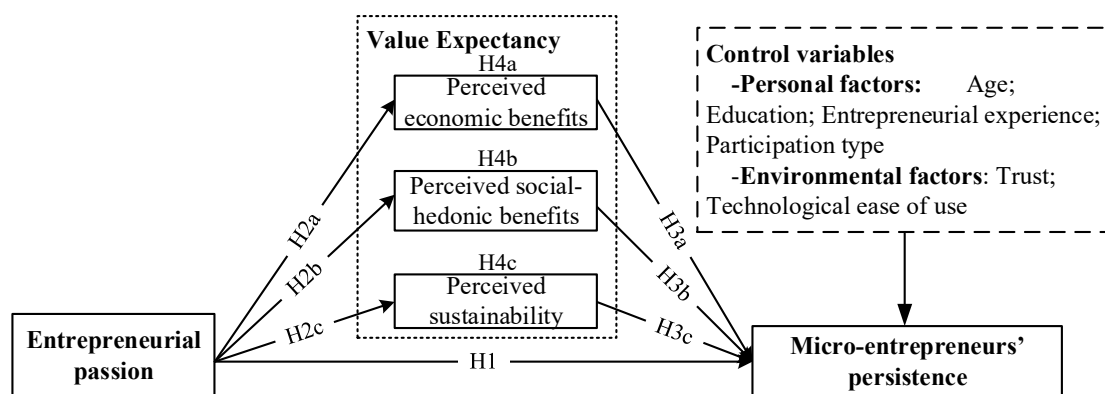 Value Expectancy
H4a
Perceived
economic benefits
H4b
Perceived social-
hedonic benefits
H4c
Perceived
sustainability
Control variables
-Personal factors: Age;
Education; Entrepreneurial experience;
Participation type
-Environmental factors: Trust;
Technological ease of use
H2a
H2b
H2c
H3a
H3b
H3c
H1
Entrepreneurial
passion
Micro-entrepreneurs’
persistence